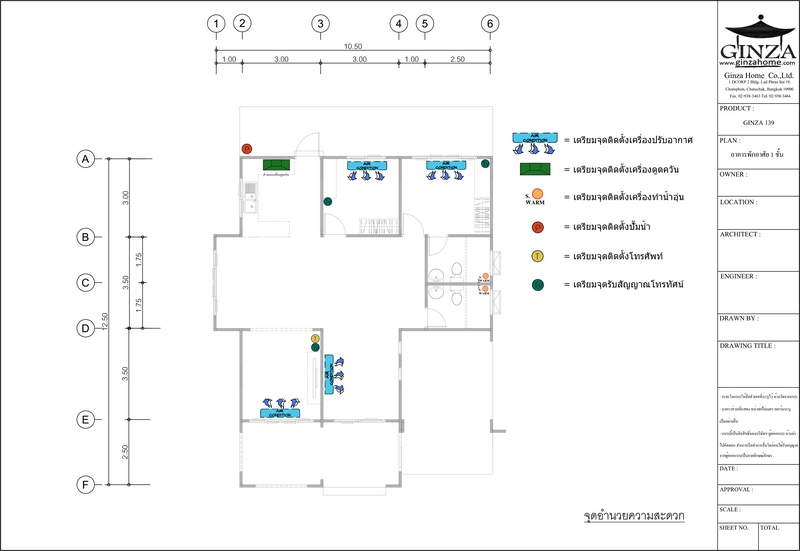 1
2
3
4
5
6
10.50
1.00
3.00
3.00
1.00
2.50
A
B
C
D
E
F
3.00
1.75
3.50
1.75
12.50
3.50
2.50
P
AIR
CONDITION
AIR
CONDITION
T
AIR
CONDITION
AIR
CONDITION
AIR
CONDITION
= เตรียมจุดติดตั้งเครื่องปรับอากาศ
= เตรียมจุดติดตั้งเครื่องดูดควัน
S.
WARM
= เตรียมจุดติดตั้งเครื่องทำน้ำอุ่น
P
= เตรียมจุดติดตั้งปั๊มน้ำ
T
= เตรียมจุดติดตั้งโทรศัพท์
= เตรียมจุดรับสัญญาณโทรทัศน์
จุดอำนวยความสะดวก
GINZA
www.ginzahome.com
Ginza Home Co.,Ltd.
1 DCORP 2 Bldg. Lad Phrao Soi 19,
Chomphon, Chatuchak, Bangkok 10900
Fax. 02-938-3463 Tel. 02-938-3464
PRODUCT :
GINZA 139
PLAN :
อาคารพักอาศัย 1 ชั้น
OWNER :
LOCATION :
ARCHITECT :
ENGINEER :
DRAWN BY :
DRAWING TITLE :
DATE :
APPROVAL :
SCALE :
SHEET NO.
TOTAL